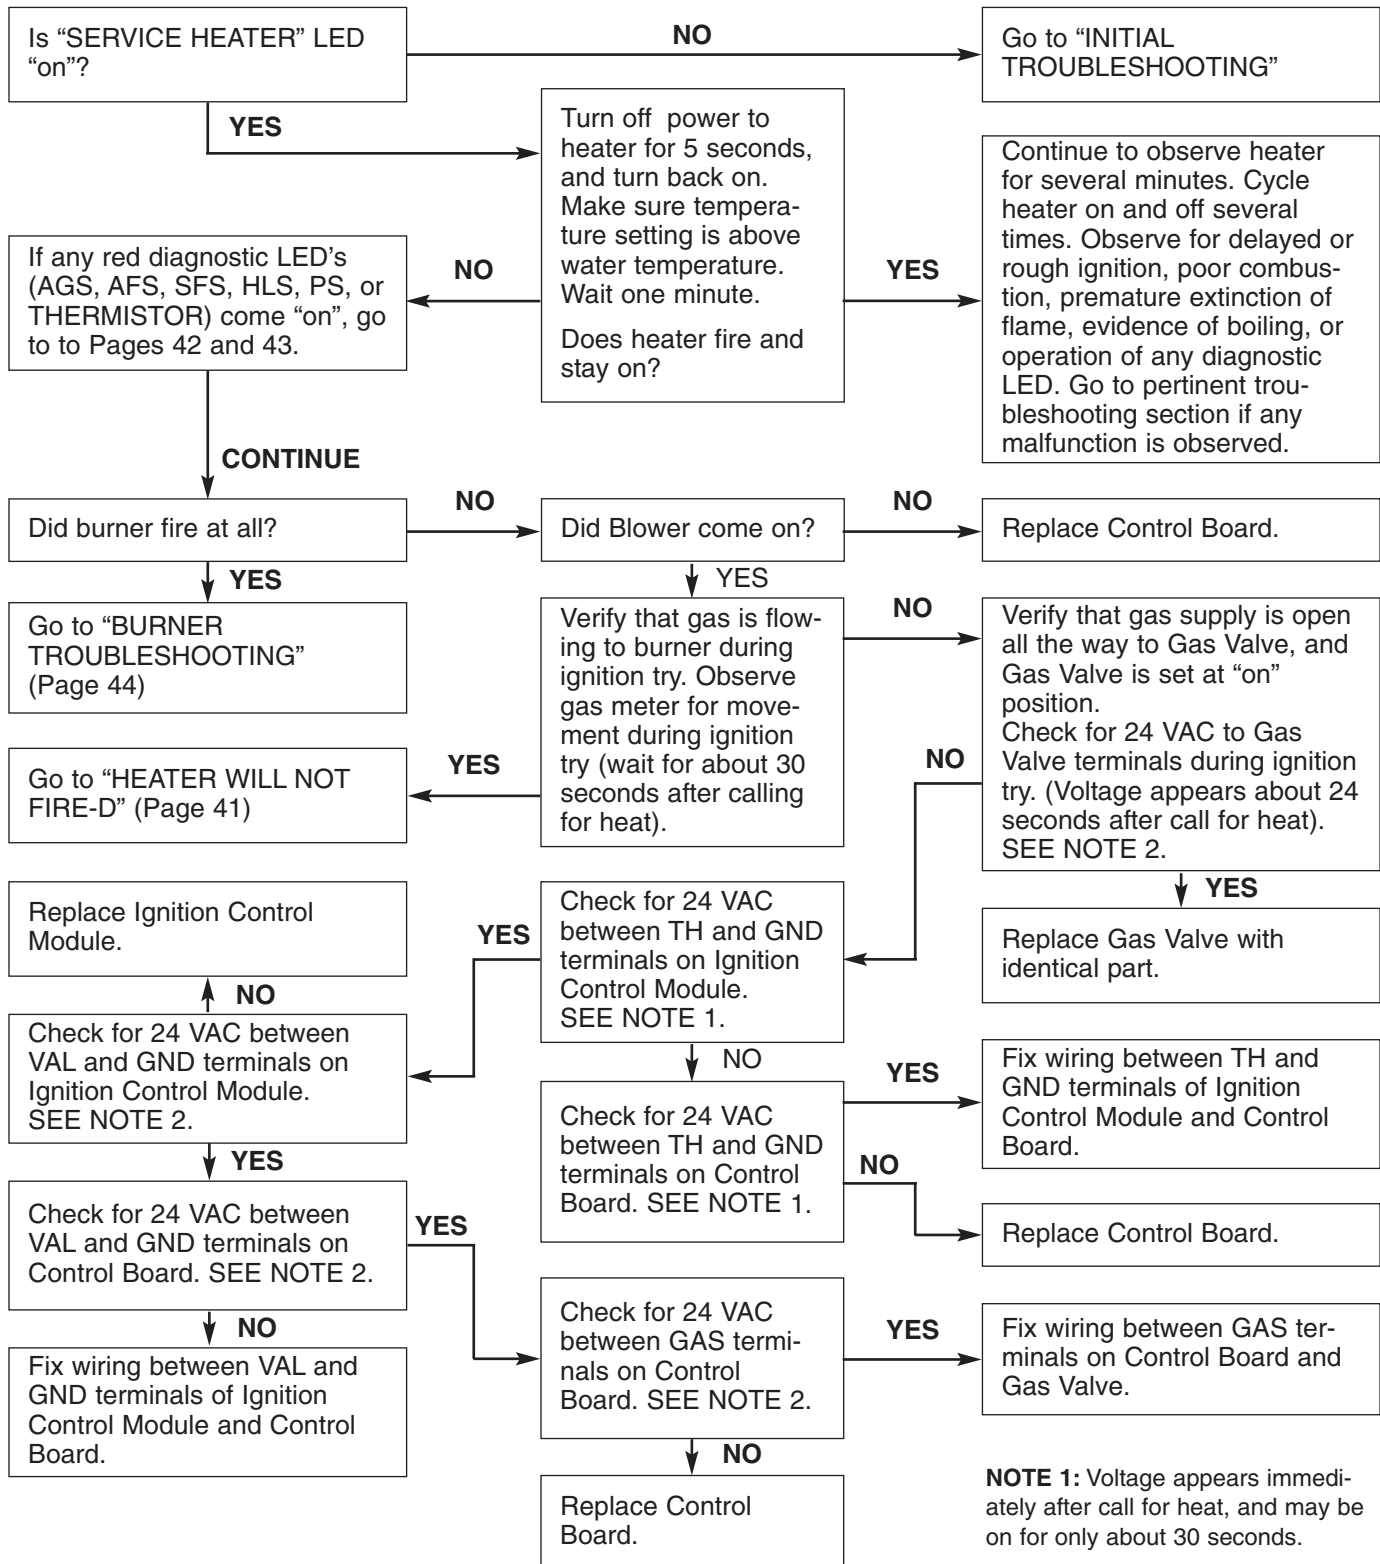 Is “SERVICE HEATER” LED
“on”?
NO
Go to “INITIAL
TROUBLESHOOTING”
YES
Turn off  power to
heater for 5 seconds,
and turn back on.
Make sure tempera-
ture setting is above
water temperature.
Wait one minute.
Does heater fire and
stay on?
YES
Continue to observe heater
for several minutes. Cycle
heater on and off several
times. Observe for delayed or
rough ignition, poor combus-
tion, premature extinction of
flame, evidence of boiling, or
operation of any diagnostic
LED. Go to pertinent trou-
bleshooting section if any
malfunction is observed.
NO
If any red diagnostic LED's
(AGS, AFS, SFS, HLS, PS, or
THERMISTOR) come “on”, go
to to Pages 42 and 43.
CONTINUE
Did burner fire at all?
NO
Did Blower come on?
NO
Replace Control Board.
YES
Go to “BURNER
TROUBLESHOOTING”
(Page 44)
YES
Verify that gas is flow-
ing to burner during
ignition try. Observe
gas meter for move-
ment during ignition
try (wait for about 30
seconds after calling
for heat).
NO
Verify that gas supply is open
all the way to Gas Valve, and
Gas Valve is set at “on”
position.
Check for 24 VAC to Gas
Valve terminals during ignition
try. (Voltage appears about 24
seconds after call for heat).
SEE NOTE 2.
YES
Go to “HEATER WILL NOT
FIRE-D” (Page 41)
NO
YES
Replace Gas Valve with
identical part.
Check for 24 VAC
between TH and GND
terminals on Ignition
Control Module.
SEE NOTE 1.
YES
Replace Ignition Control
Module.
NO
Check for 24 VAC between
VAL and GND terminals on
Ignition Control Module.
SEE NOTE 2.
NO
Check for 24 VAC
between TH and GND
terminals on Control
Board. SEE NOTE 1.
YES
Fix wiring between TH and
GND terminals of Ignition
Control Module and Control
Board.
NO
Replace Control Board.
YES
Check for 24 VAC between
VAL and GND terminals on
Control Board. SEE NOTE 2.
YES
Check for 24 VAC
between GAS termi-
nals on Control
Board. SEE NOTE 2.
YES
Fix wiring between GAS ter-
minals on Control Board and
Gas Valve.
NO
Fix wiring between VAL and
GND terminals of Ignition
Control Module and Control
Board.
NO
Replace Control
Board.
NOTE 1: Voltage appears immedi-
ately after call for heat, and may be
on for only about 30 seconds.